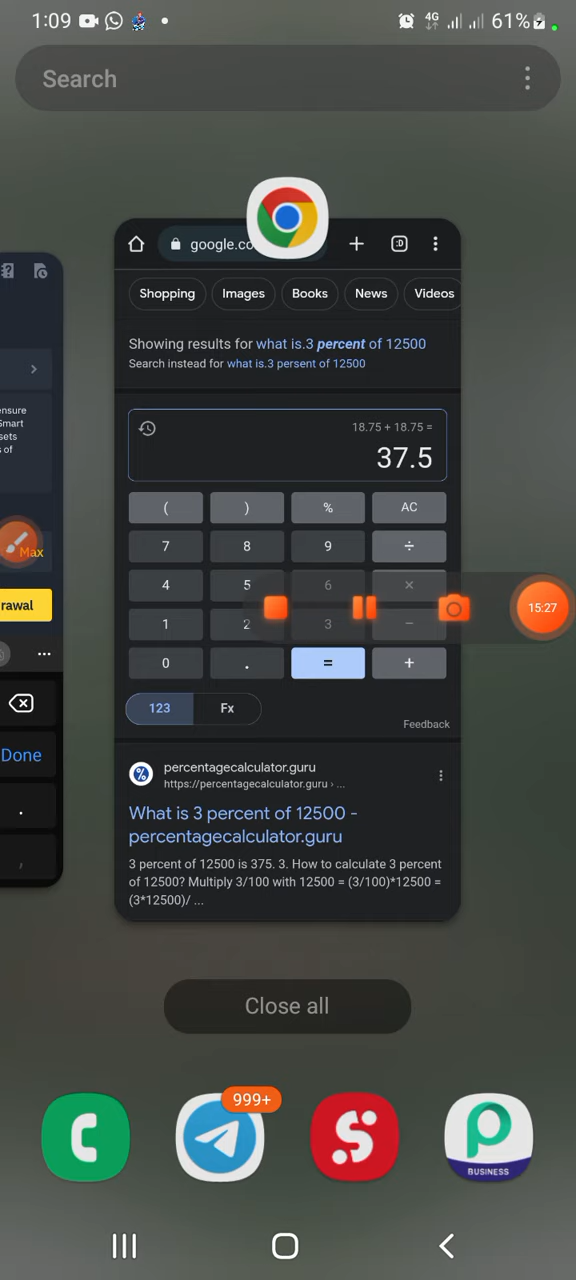 1:09
4G
61%
Search
google.co
Shopping
Images
Books
News
Videos
Showing results for what is.3 percent of 12500
Search instead for what is.3 persent of 12500
18.75 + 18.75 =
37.5
( ) % AC
7 8 9 ÷
4 5 6 ×
1 2 3 −
0 . = +
123
Fx
Feedback
percentagecalculator.guru
https://percentagecalculator.guru › ...
What is 3 percent of 12500 -
percentagecalculator.guru
3 percent of 12500 is 375. 3. How to calculate 3 percent
of 12500? Multiply 3/100 with 12500 = (3/100)*12500 =
(3*12500)/ ...
ensure
Smart
sets
s of
Max
rawal
Done
.
,
:D
15:27
Close all
999+
BUSINESS